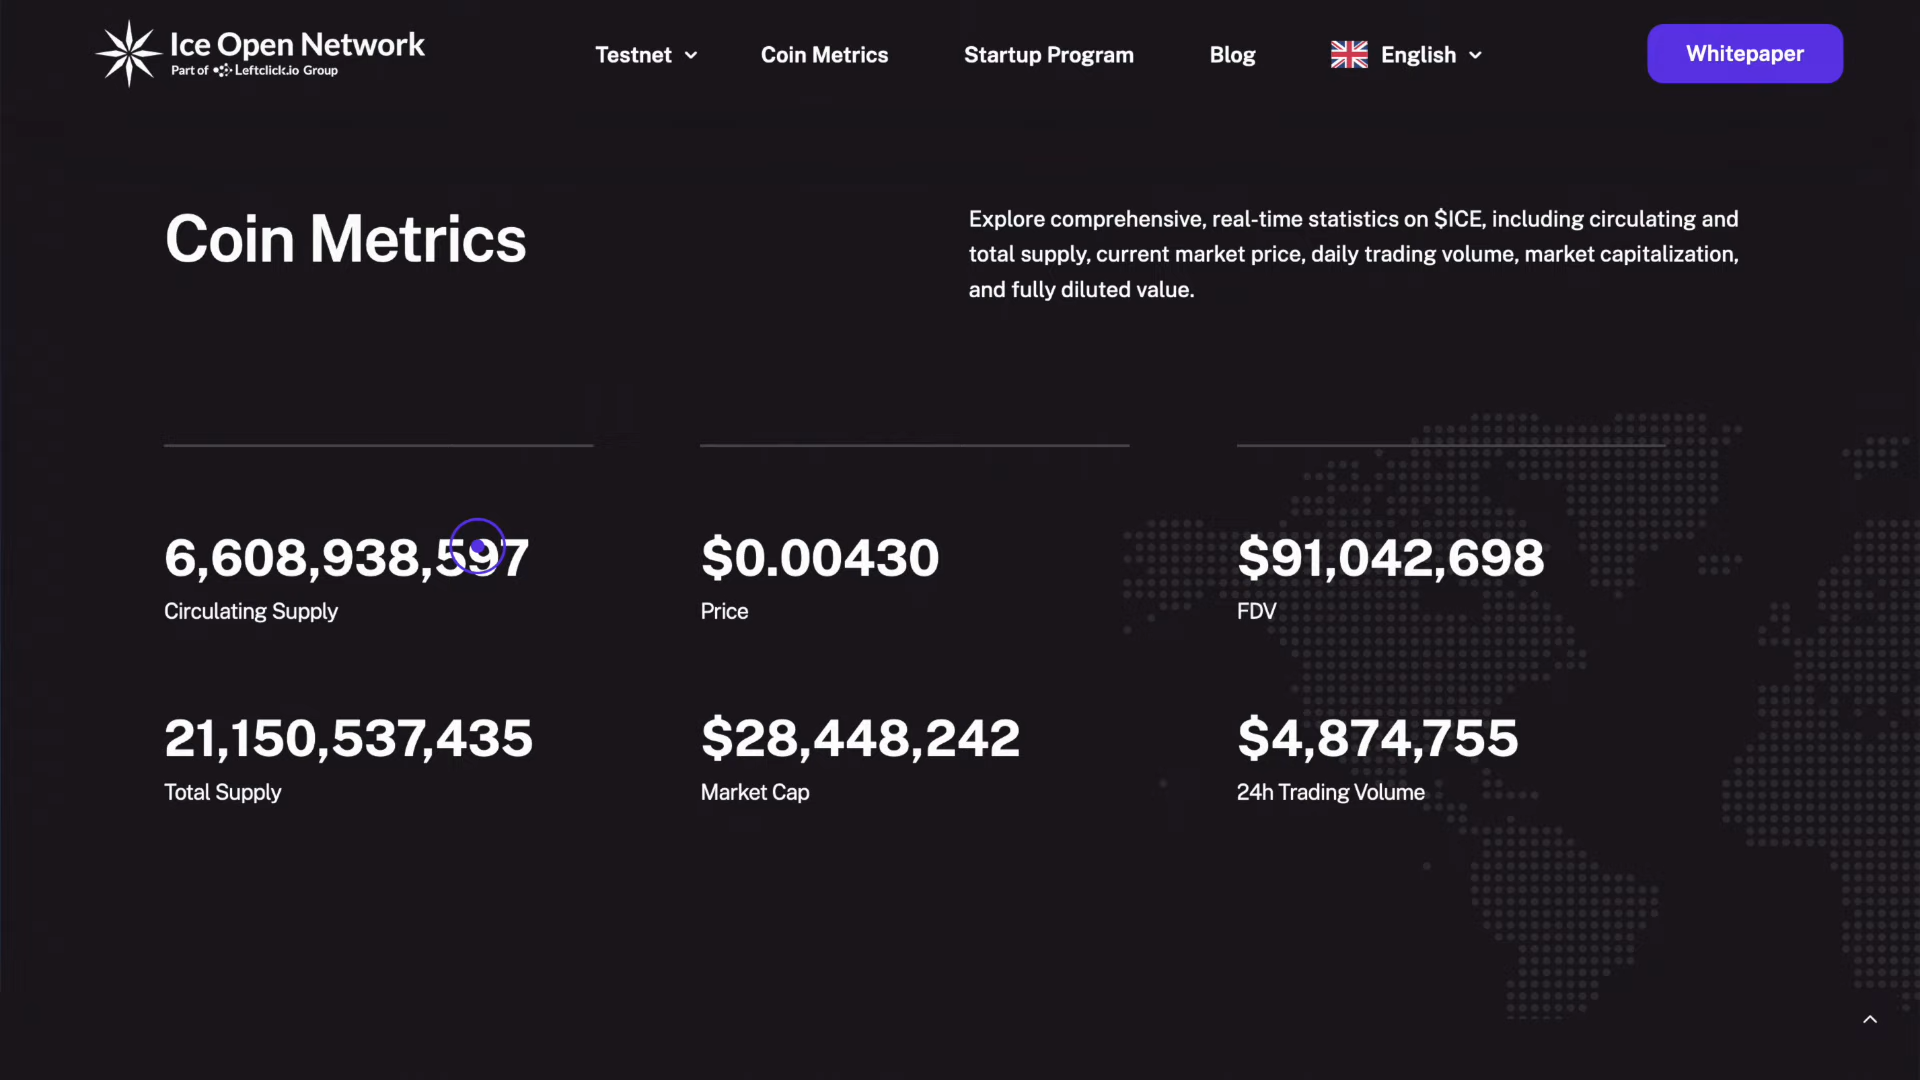 Ice Open Network
Part of Leftclick.io Group
Testnet
Coin Metrics
Startup Program
Blog
English
Whitepaper
Coin Metrics
Explore comprehensive, real-time statistics on $ICE, including circulating and
total supply, current market price, daily trading volume, market capitalization,
and fully diluted value.
6,608,938,597
Circulating Supply
$0.00430
Price
$91,042,698
FDV
21,150,537,435
Total Supply
$28,448,242
Market Cap
$4,874,755
24h Trading Volume